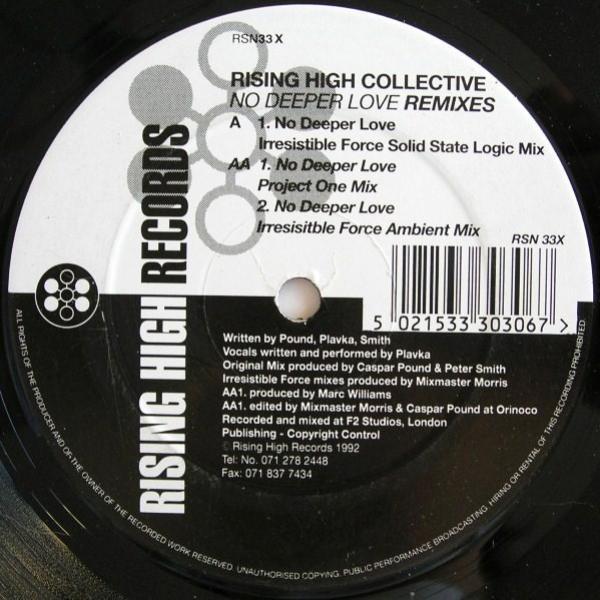 RSN33 X
RISING HIGH COLLECTIVE
NO DEEPER LOVE REMIXES
A 1. No Deeper Love
Irresistible Force Solid State Logic Mix
AA 1. No Deeper Love
Project One Mix
2. No Deeper Love
Irresisitble Force Ambient Mix
RSN 33X
5 021533 303067 >
RISING HIGH RECORDS
Written by Pound, Plavka, Smith
Vocals written and performed by Plavka
Original Mix produced by Caspar Pound & Peter Smith
Irresistible Force mixes produced by Mixmaster Morris
AA1. produced by Marc Williams
AA1. edited by Mixmaster Morris & Caspar Pound at Orinoco
Recorded and mixed at F2 Studios, London
Publishing - Copyright Control
© Rising High Records 1992
Tel: No. 071 278 2448
Fax: 071 837 7434
ALL RIGHTS OF THE PRODUCER AND OR THE OWNER OF THE RECORDED WORK RESERVED. UNAUTHORISED COPYING. PUBLIC PERFORMANCE BROADCASTING. HIRING OR RENTAL OF THIS RECORDING PROHIBITED